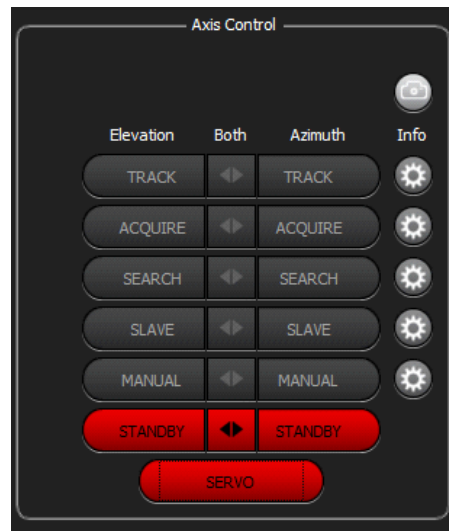 Axis Control
Elevation Both Azimuth Info
TRACK TRACK
ACQUIRE ACQUIRE
SEARCH SEARCH
SLAVE SLAVE
MANUAL MANUAL
STANDBY STANDBY
SERVO